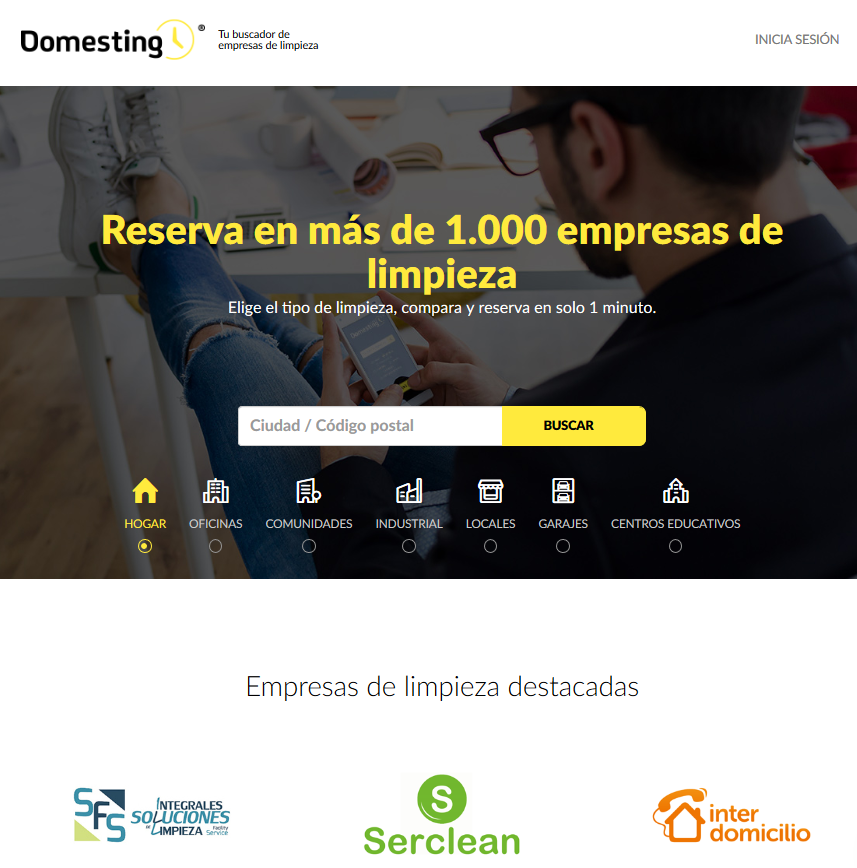 Domesting ®
Tu buscador de
empresas de limpieza
INICIA SESIÓN
Reserva en más de 1.000 empresas de
limpieza
Elige el tipo de limpieza, compara y reserva en solo 1 minuto.
Ciudad / Código postal
BUSCAR
HOGAR
OFICINAS
COMUNIDADES
INDUSTRIAL
LOCALES
GARAJES
CENTROS EDUCATIVOS
Empresas de limpieza destacadas
SFS
INTEGRALES
SOLUCIONES
DE LIMPIEZA
Facility
Service
S
Serclean
inter
domicilio